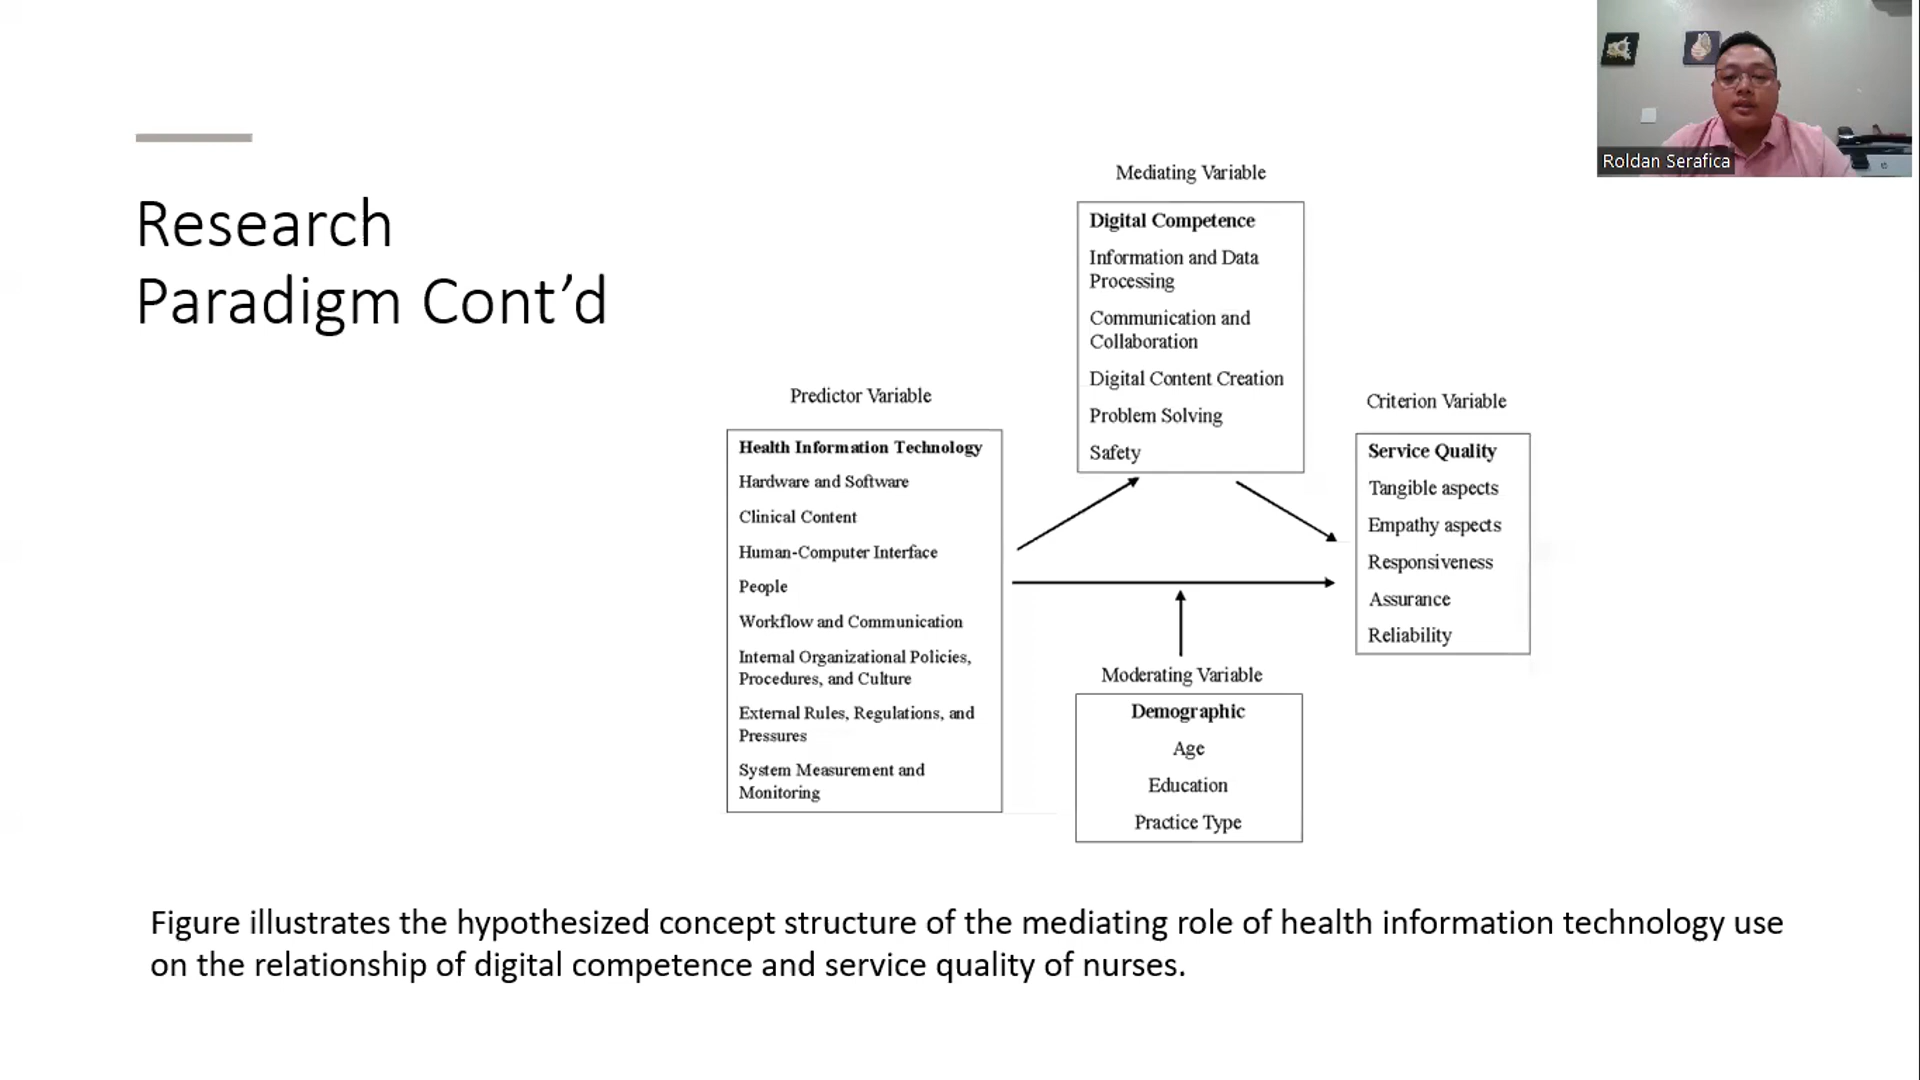 Roldan Serafica
Research
Paradigm Cont’d
Mediating Variable
Digital Competence
Information and Data
Processing
Communication and
Collaboration
Digital Content Creation
Problem Solving
Safety
Predictor Variable
Health Information Technology
Hardware and Software
Clinical Content
Human-Computer Interface
People
Workflow and Communication
Internal Organizational Policies,
Procedures, and Culture
External Rules, Regulations, and
Pressures
System Measurement and
Monitoring
Criterion Variable
Service Quality
Tangible aspects
Empathy aspects
Responsiveness
Assurance
Reliability
Moderating Variable
Demographic
Age
Education
Practice Type
Figure illustrates the hypothesized concept structure of the mediating role of health information technology use
on the relationship of digital competence and service quality of nurses.